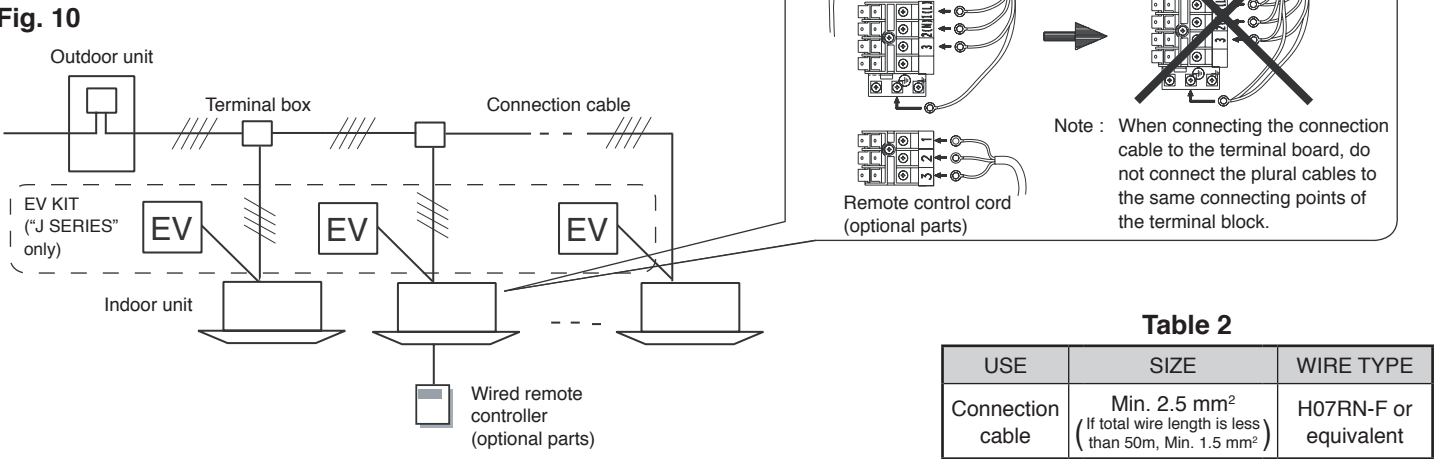 Fig. 10
Outdoor unit
Terminal box
Connection cable
EV KIT
("J SERIES"
only)
EV
EV
EV
Indoor unit
Wired remote
controller
(optional parts)
1(L)
2(N)
3
1
2
3
Remote control cord
(optional parts)
Note : When connecting the connection
cable to the terminal board, do
not connect the plural cables to
the same connecting points of
the terminal block.
3
Table 2
USE SIZE WIRE TYPE
Connection
cable
Min. 2.5 mm²
(If total wire length is less
than 50m, Min. 1.5 mm²)
H07RN-F or
equivalent